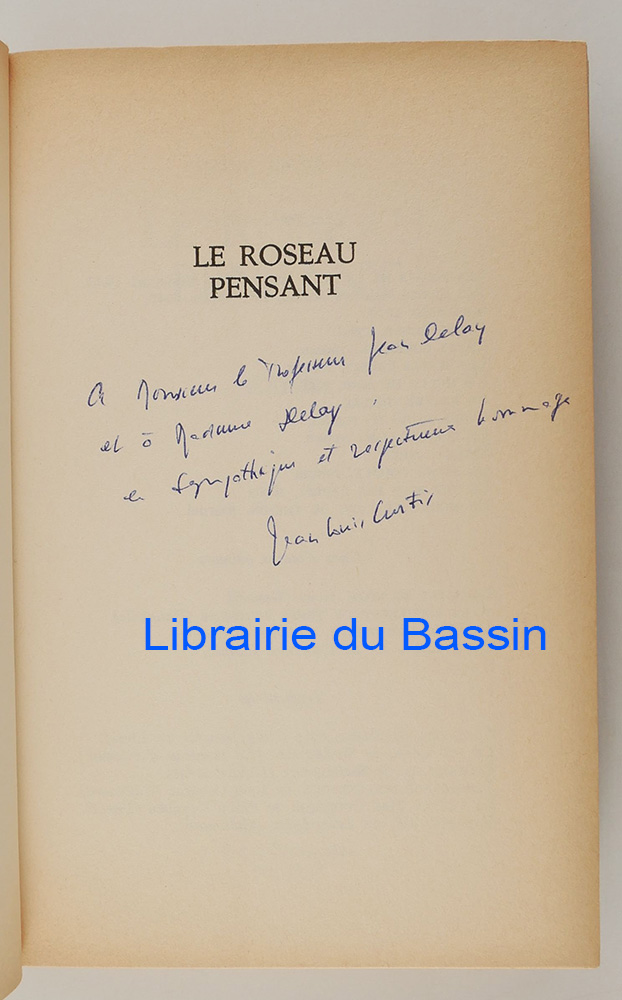 LE ROSEAU
PENSANT
A Monsieur le Professeur Jean Delay
et à Madame Delay,
en sympathique et respectueux hommage
Jean Louis Curtis
Librairie du Bassin